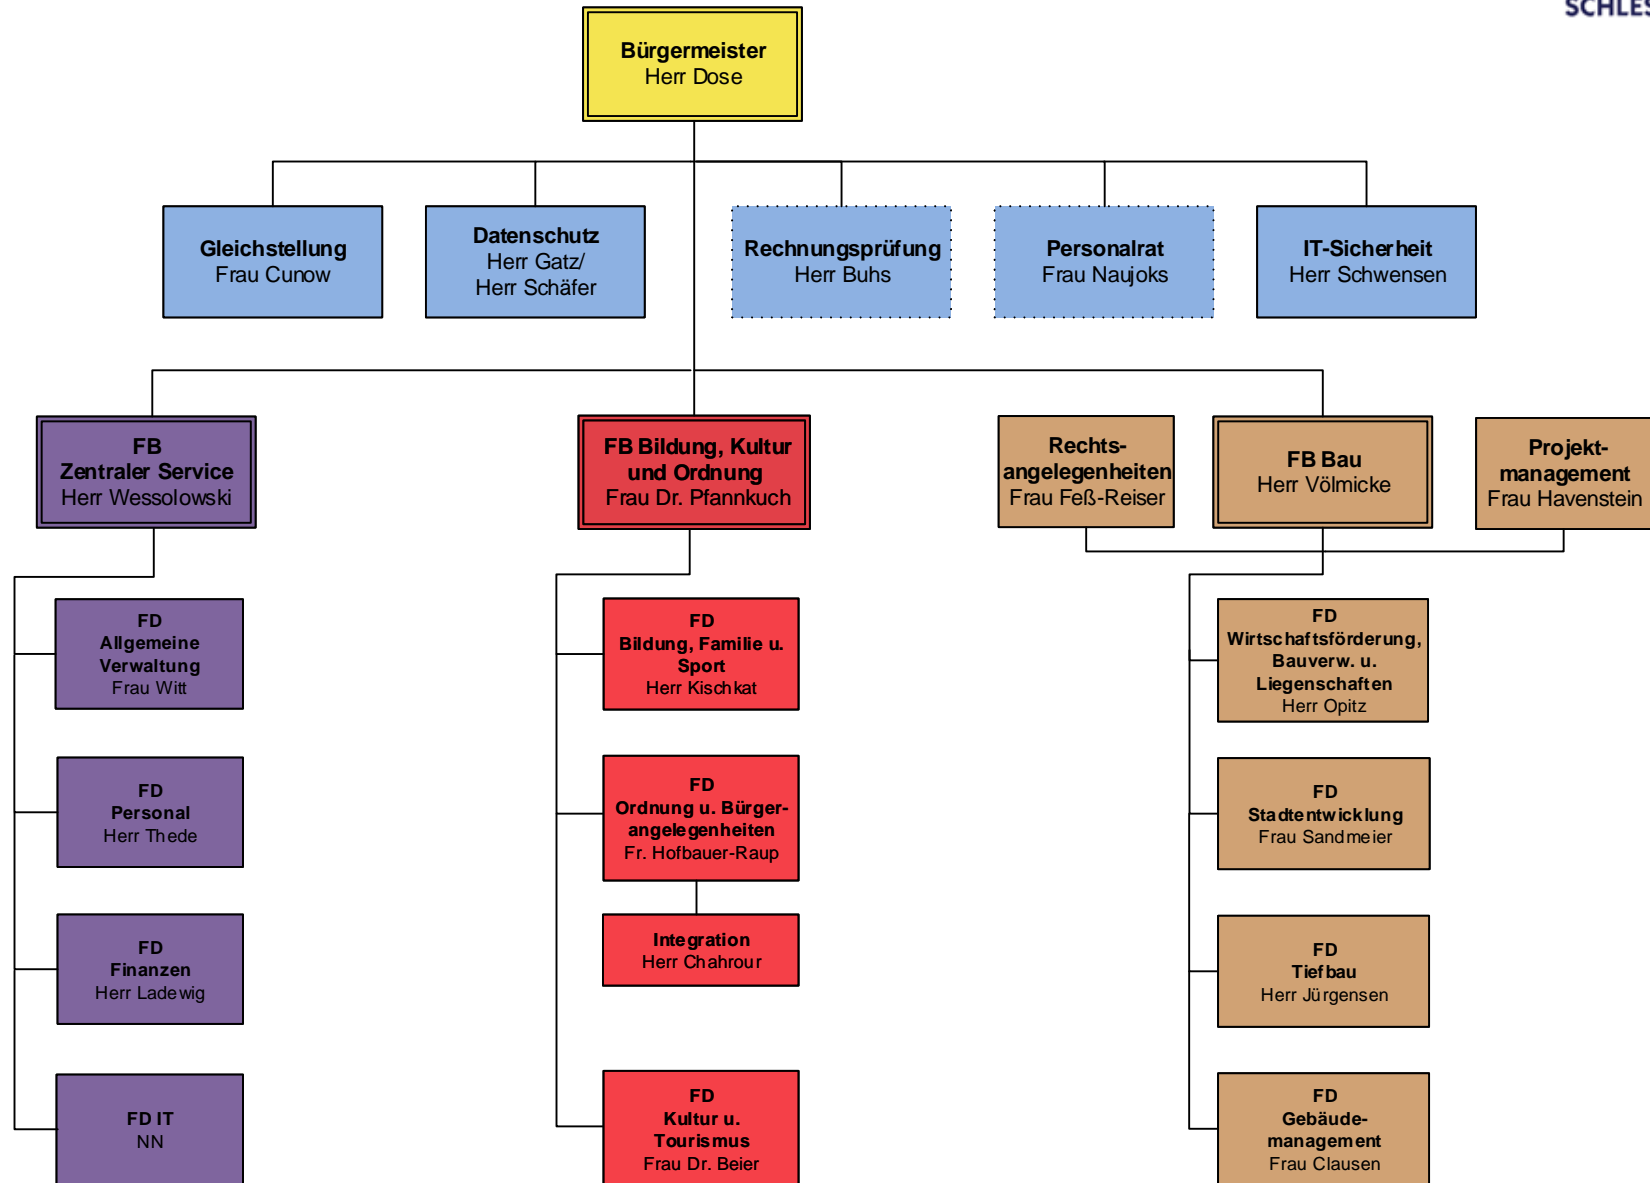 SCHLES
Bürgermeister
Herr Dose
Gleichstellung
Frau Cunow
Datenschutz
Herr Gatz/
Herr Schäfer
Rechnungsprüfung
Herr Buhs
Personalrat
Frau Naujoks
IT-Sicherheit
Herr Schwensen
FB
Zentraler Service
Herr Wessolowski
FB Bildung, Kultur
und Ordnung
Frau Dr. Pfannkuch
Rechts-
angelegenheiten
Frau Feß-Reiser
FB Bau
Herr Völmicke
Projekt-
management
Frau Havenstein
FD
Allgemeine
Verwaltung
Frau Witt
FD
Bildung, Familie u.
Sport
Herr Kischkat
FD
Wirtschaftsförderung,
Bauverw. u.
Liegenschaften
Herr Opitz
FD
Personal
Herr Thede
FD
Ordnung u. Bürger-
angelegenheiten
Fr. Hofbauer-Raup
FD
Stadtentwicklung
Frau Sandmeier
FD
Finanzen
Herr Ladewig
Integration
Herr Chahrour
FD
Tiefbau
Herr Jürgensen
FD IT
NN
FD
Kultur u.
Tourismus
Frau Dr. Beier
FD
Gebäude-
management
Frau Clausen